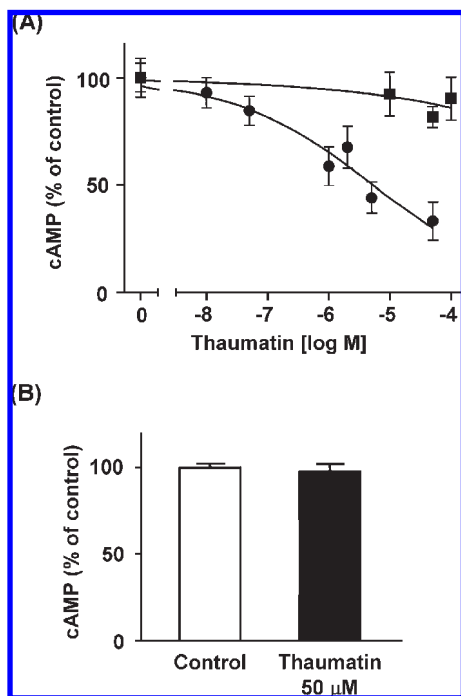 (A)
cAMP (% of control)
100
50
0
0 -8 -7 -6 -5 -4
Thaumatin [log M]
(B)
cAMP (% of control)
100
50
0
Control Thaumatin
50 µM